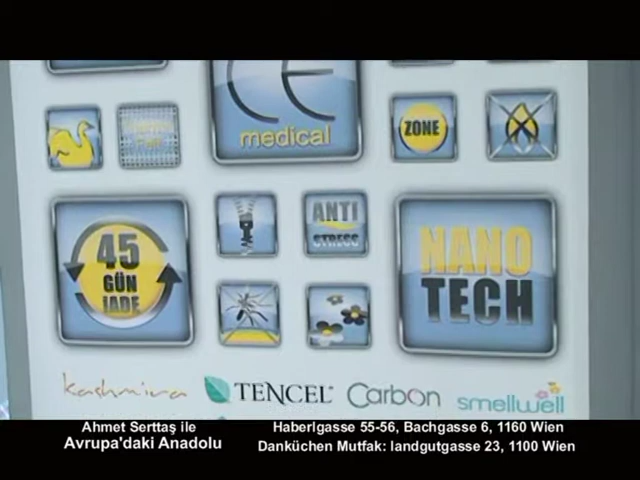 CE
medical
ZONE
ANTI
STRESS
45
GÜN
İADE
NANO
TECH
kashmira
TENCEL®
Carbon
smellwell
Ahmet Serttaş ile
Avrupa'daki Anadolu
Haberlgasse 55-56, Bachgasse 6, 1160 Wien
Danküchen Mutfak: landgutgasse 23, 1100 Wien